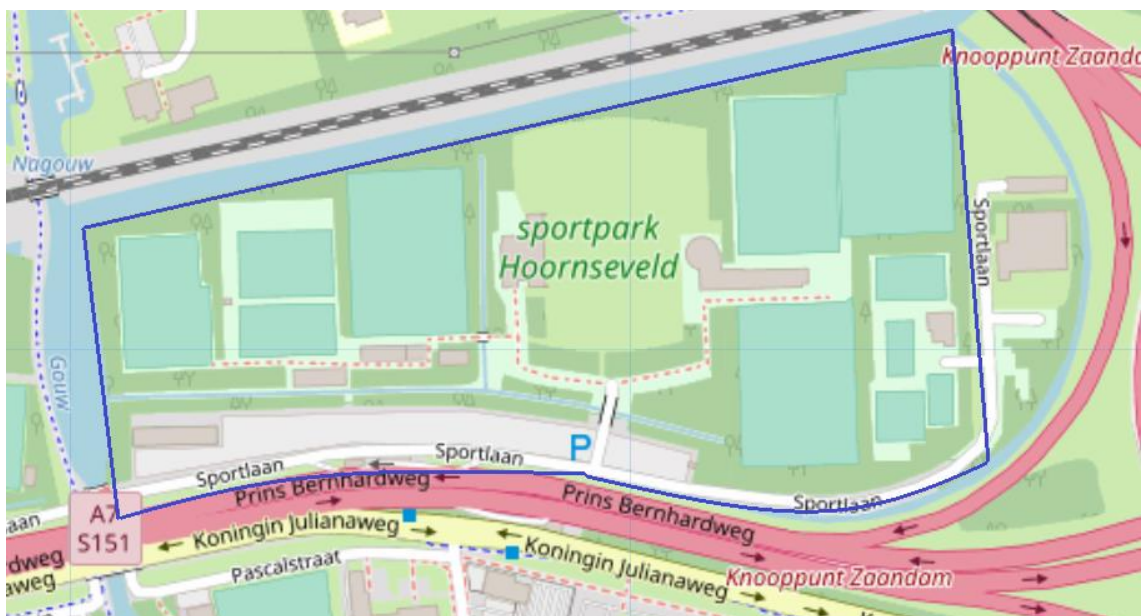 Knooppunt Zaanda
Nagouw
sportpark
Hoornseveld
Sportlaan
Gouw
P
Sportlaan
Sportlaan
Sportlaan
Prins Bernhardweg
Prins Bernhardweg
A7
S151
aan
dweg
aweg
Koningin Julianaweg
Koningin Julianaweg
Pascalstraat
Knooppunt Zaandam